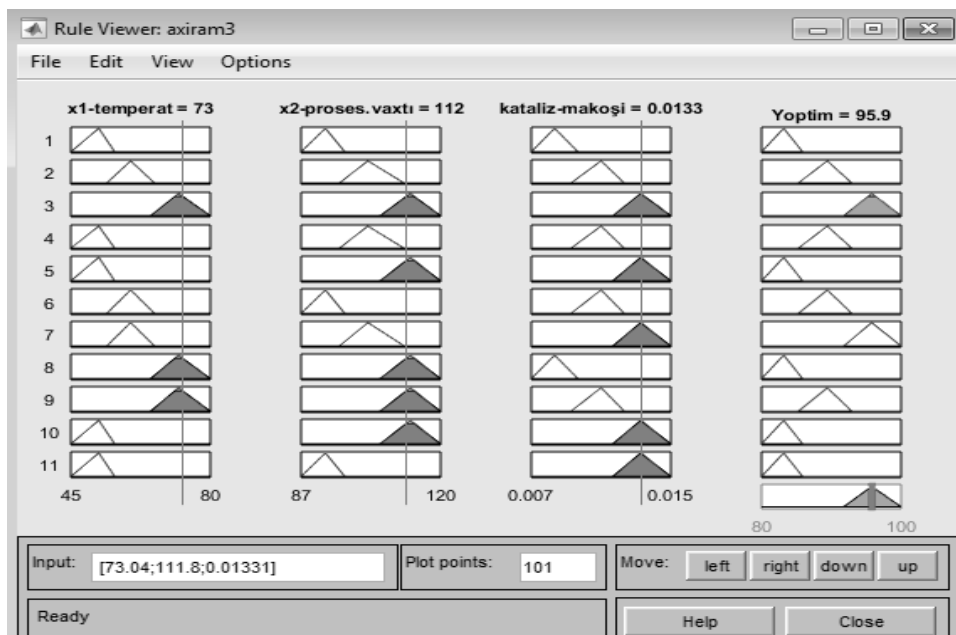 Rule Viewer: axiram3
File Edit View Options
x1-temperat = 73 x2-proses.vaxtı = 112 kataliz-makoşi = 0.0133 Yoptim = 95.9
1
2
3
4
5
6
7
8
9
10
11
45 80 87 120 0.007 0.015
80 100
Input: [73.04;111.8;0.01331] Plot points: 101 Move: left right down up
Ready Help Close